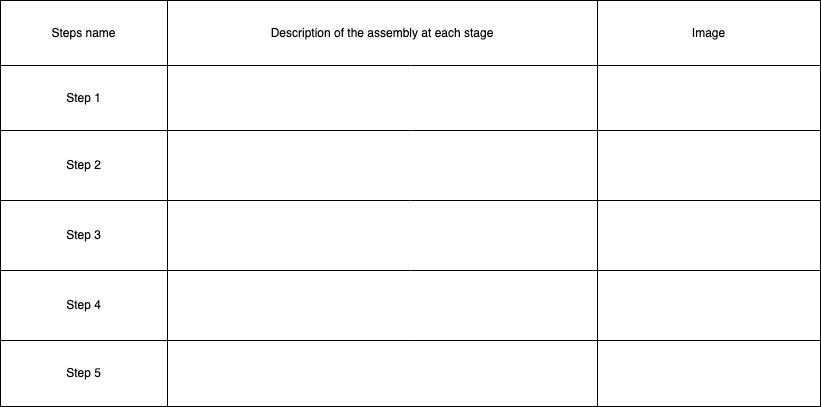 Steps name
Description of the assembly at each stage
Image
Step 1
Step 2
Step 3
Step 4
Step 5